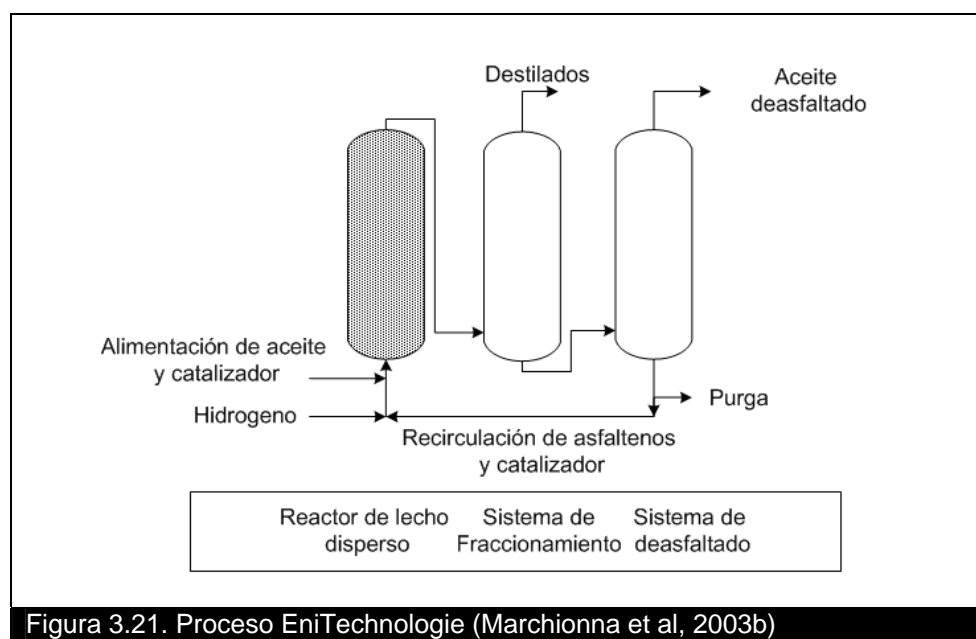 Destilados
Aceite
deasfaltado
Alimentación de aceite
y catalizador
Hidrogeno
Purga
Recirculación de asfaltenos
y catalizador
Reactor de lecho
disperso
Sistema de
Fraccionamiento
Sistema de
deasfaltado
Figura 3.21. Proceso EniTechnologie (Marchionna et al, 2003b)